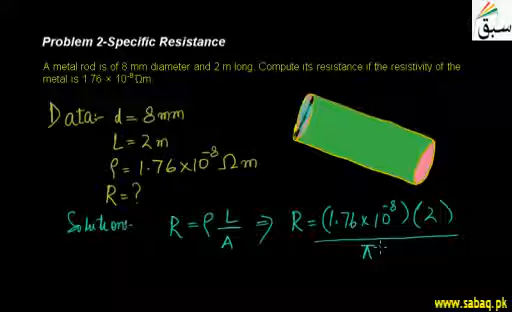 سبق
Problem 2-Specific Resistance
A metal rod is of 8 mm diameter and 2 m long. Compute its resistance if the resistivity of the
metal is 1.76 × 10⁻⁸Ωm.
Data:- d = 8mm
L = 2m
ρ = 1.76×10⁻⁸ Ωm
R = ?
Solution:- R = ρ L/A ⇒ R = (1.76×10⁻⁸)(2)
π
www.sabaq.pk